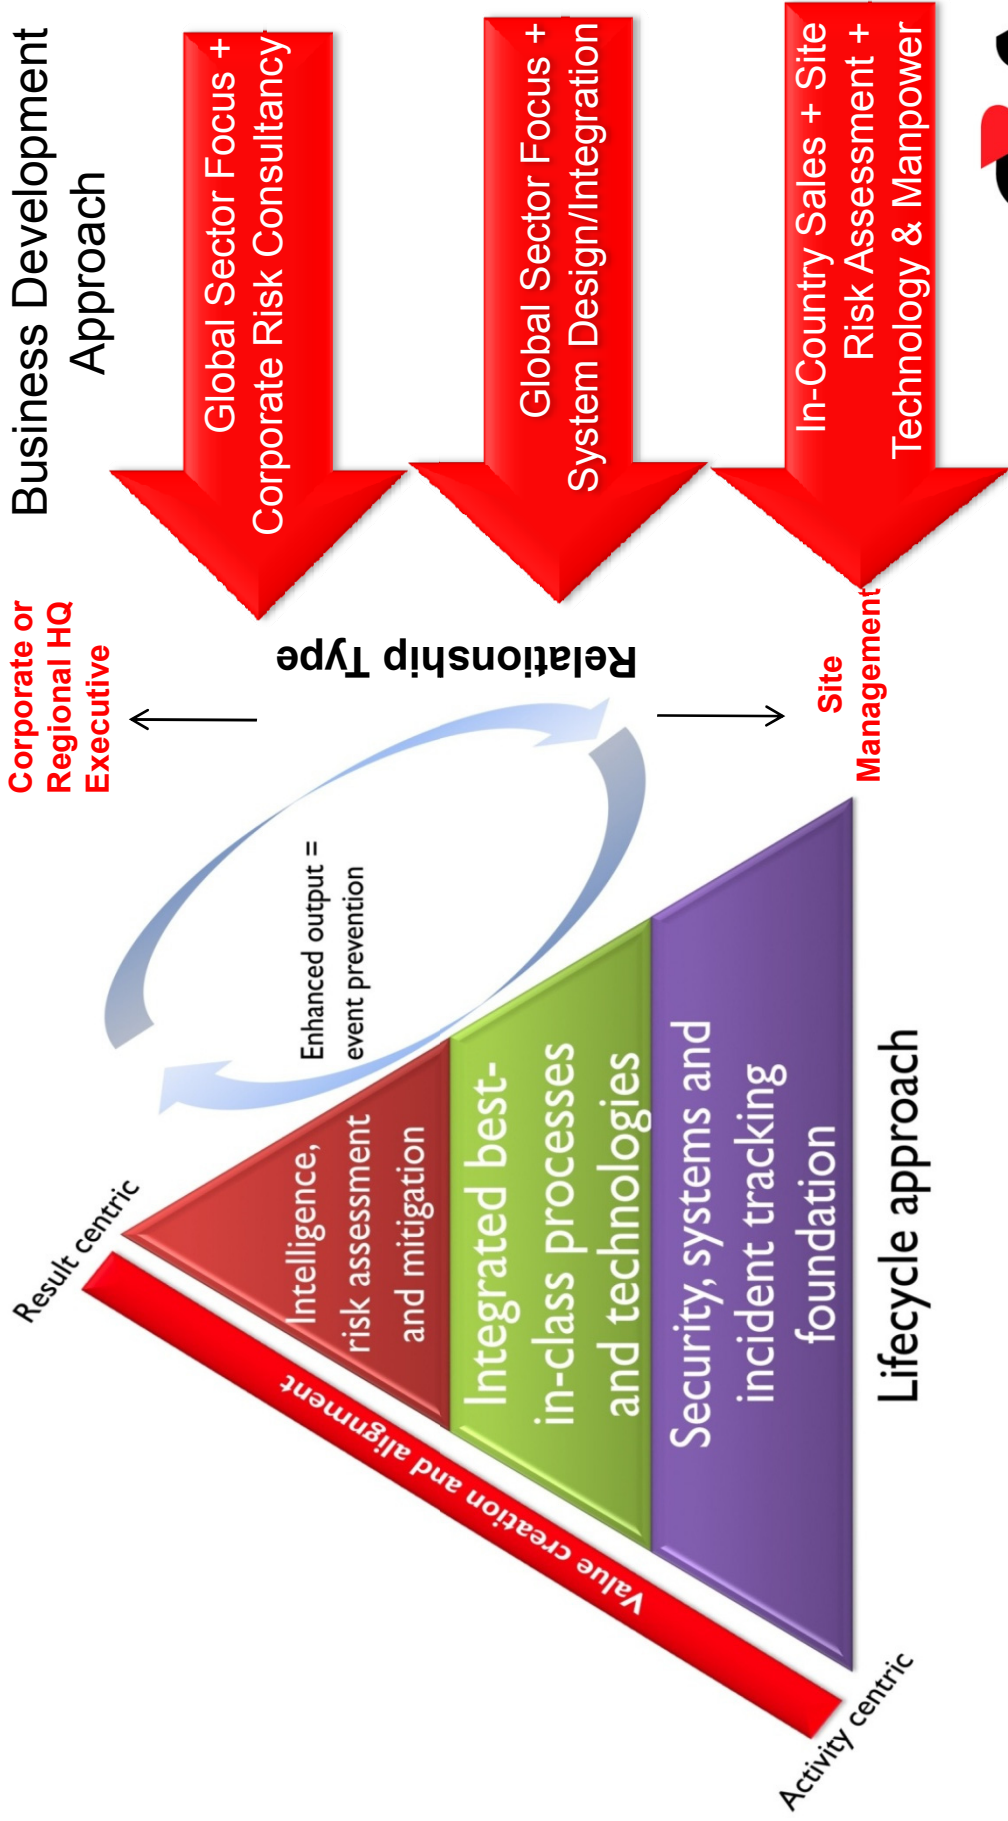 Business Development
Approach
Corporate or
Regional HQ
Executive
Result centric
Value creation and alignment
Activity centric
Intelligence,
risk assessment
and mitigation
Integrated best-
in-class processes
and technologies
Security, systems and
incident tracking
foundation
Lifecycle approach
Enhanced output =
event prevention
Relationship Type
Site
Management
Global Sector Focus +
Corporate Risk Consultancy
Global Sector Focus +
System Design/Integration
In-Country Sales + Site
Risk Assessment +
Technology & Manpower